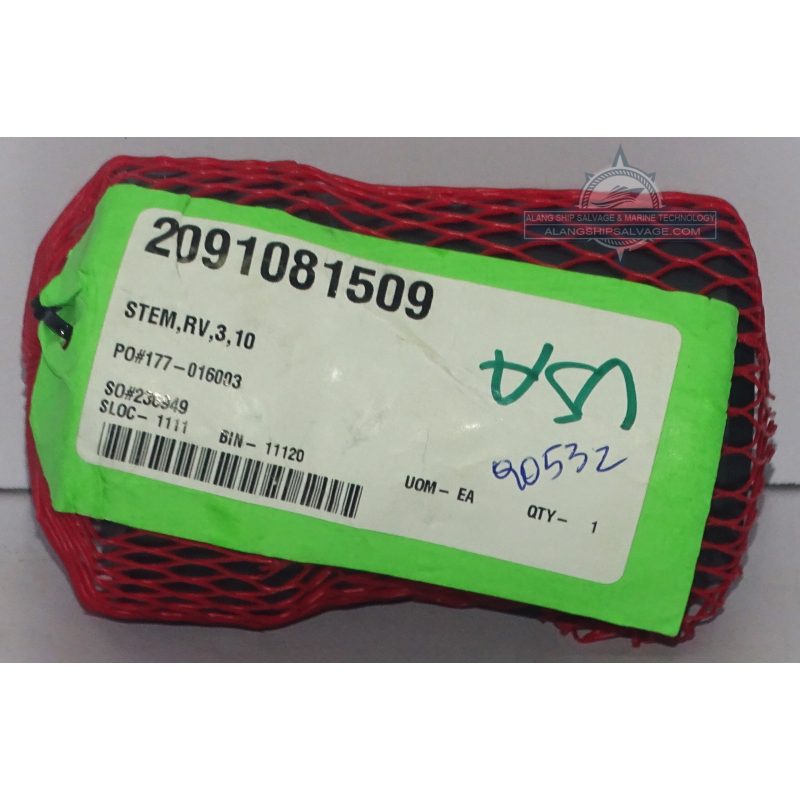 ALANG SHIP SALVAGE & MARINE TECHNOLOGY
ALANGSHIPSALVAGE.COM
2091081509
STEM,RV,3,10
PO#177-016093
SLOC- 1111 BIN- 11120
USA
90532
UOM- EA QTY- 1